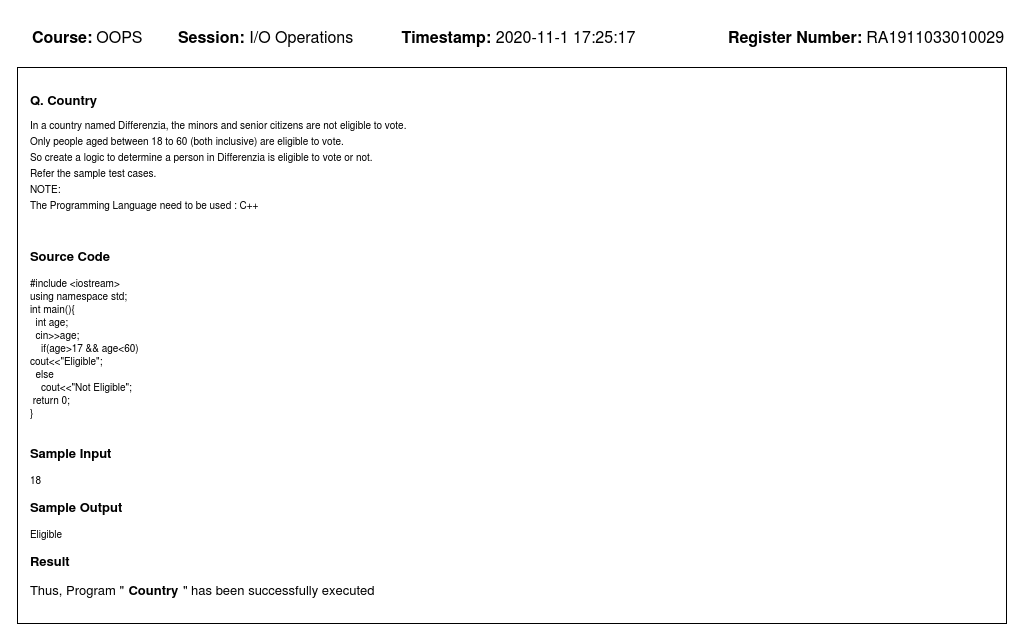 Course: OOPS Session: I/O Operations Timestamp: 2020-11-1 17:25:17 Register Number: RA1911033010029
Q. Country
In a country named Differenzia, the minors and senior citizens are not eligible to vote.
Only people aged between 18 to 60 (both inclusive) are eligible to vote.
So create a logic to determine a person in Differenzia is eligible to vote or not.
Refer the sample test cases.
NOTE:
The Programming Language need to be used : C++
Source Code
#include <iostream>
using namespace std;
int main(){
  int age;
  cin>>age;
    if(age>17 && age<60)
cout<<"Eligible";
  else
    cout<<"Not Eligible";
 return 0;
}
Sample Input
18
Sample Output
Eligible
Result
Thus, Program " Country " has been successfully executed